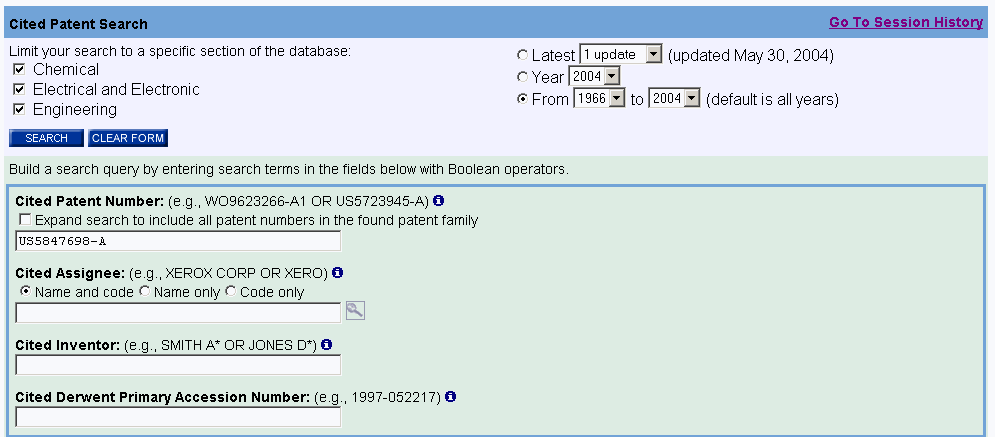 Cited Patent Search Go To Session History
Limit your search to a specific section of the database:
Chemical
Electrical and Electronic
Engineering
Latest 1 update (updated May 30, 2004)
Year 2004
From 1966 to 2004 (default is all years)
SEARCH CLEAR FORM
Build a search query by entering search terms in the fields below with Boolean operators.
Cited Patent Number: (e.g., WO9623266-A1 OR US5723945-A)
Expand search to include all patent numbers in the found patent family
US5847698-A
Cited Assignee: (e.g., XEROX CORP OR XERO)
Name and code Name only Code only
Cited Inventor: (e.g., SMITH A* OR JONES D*)
Cited Derwent Primary Accession Number: (e.g., 1997-052217)